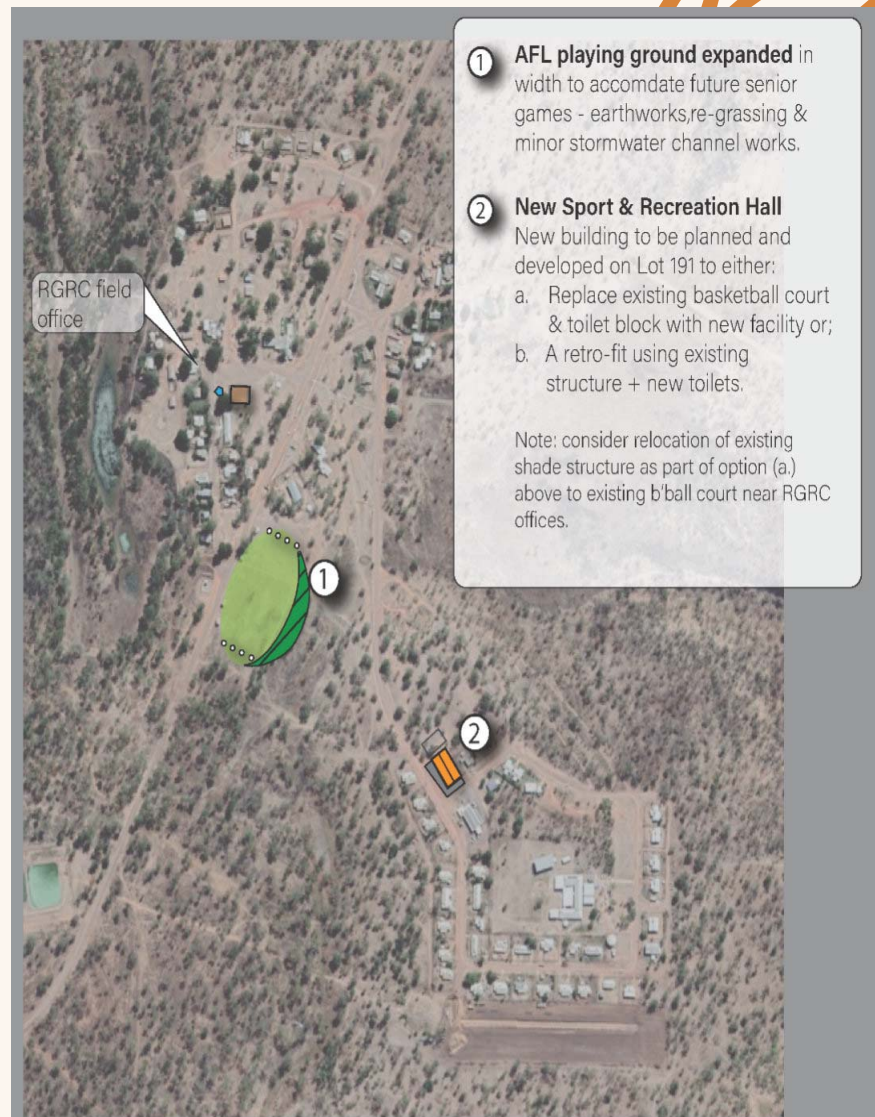 1 AFL playing ground expanded in
width to accomdate future senior
games - earthworks,re-grassing &
minor stormwater channel works.
2 New Sport & Recreation Hall
New building to be planned and
developed on Lot 191 to either:
a. Replace existing basketball court
& toilet block with new facility or;
b. A retro-fit using existing
structure + new toilets.
Note: consider relocation of existing
shade structure as part of option (a.)
above to existing b'ball court near RGRC
offices.
RGRC field
office
1
2